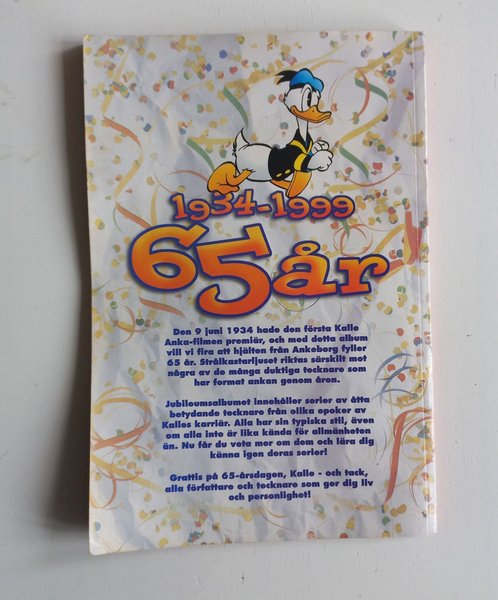 1934-1999
65 år
Den 9 juni 1934 hade den första Kalle
Anka-filmen premiär, och med detta album
vill vi fira att hjälten från Ankeborg fyller
65 år. Strålkastarljuset riktas särskilt mot
några av de många duktiga tecknare som
har format ankan genom åren.
Jubileumsalbumet innehåller serier av åtta
betydande tecknare från olika epoker av
Kalles karriär. Alla har sin typiska stil, även
om alla inte är lika kända för allmänheten
än. Nu får du veta mer om dem och lära dig
känna igen deras serier!
Grattis på 65-årsdagen, Kalle - och tack,
alla författare och tecknare som ger dig liv
och personlighet!